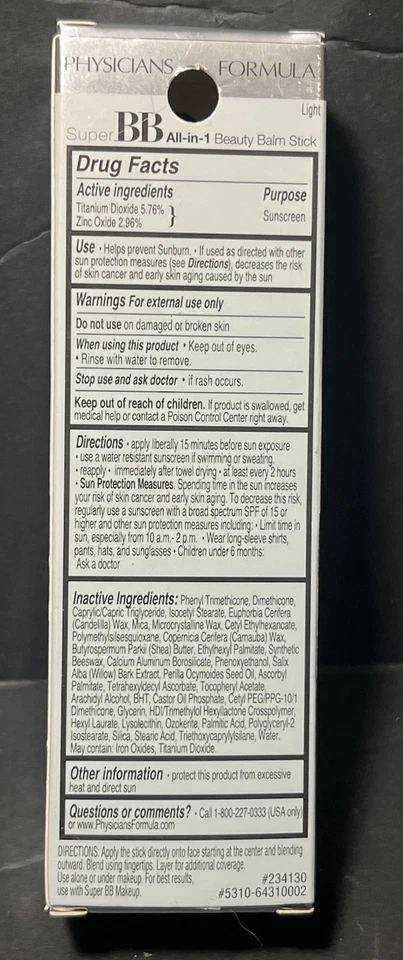 PHYSICIANS FORMULA
Light
Super BB All-in-1 Beauty Balm Stick
Drug Facts
Active ingredients Purpose
Titanium Dioxide 5.76%
Zinc Oxide 2.96% } Sunscreen
Use • Helps prevent Sunburn. • If used as directed with other
sun protection measures (see Directions), decreases the risk
of skin cancer and early skin aging caused by the sun
Warnings For external use only
Do not use on damaged or broken skin
When using this product • Keep out of eyes.
• Rinse with water to remove.
Stop use and ask doctor • if rash occurs.
Keep out of reach of children. If product is swallowed, get
medical help or contact a Poison Control Center right away.
Directions • apply liberally 15 minutes before sun exposure
• use a water resistant sunscreen if swimming or sweating.
• reapply • immediately after towel drying • at least every 2 hours
• Sun Protection Measures. Spending time in the sun increases
your risk of skin cancer and early skin aging. To decrease this risk,
regularly use a sunscreen with a broad spectrum SPF of 15 or
higher and other sun protection measures including: • Limit time in
sun, especially from 10 a.m.- 2 p.m. • Wear long-sleeve shirts,
pants, hats, and sunglasses • Children under 6 months:
Ask a doctor
Inactive Ingredients: Phenyl Trimethicone, Dimethicone,
Caprylic/Capric Triglyceride, Isocetyl Stearate, Euphorbia Cerifera
(Candelilla) Wax, Mica, Microcrystalline Wax, Cetyl Ethylhexanoate,
Polymethylsilsesquioxane, Copernicia Cerifera (Carnauba) Wax,
Butyrospermum Parkii (Shea) Butter, Ethylhexyl Palmitate, Synthetic
Beeswax, Calcium Aluminum Borosilicate, Phenoxyethanol, Salix
Alba (Willow) Bark Extract, Perilla Ocymoides Seed Oil, Ascorbyl
Palmitate, Tetrahexyldecyl Ascorbate, Tocopheryl Acetate,
Arachidyl Alcohol, BHT, Castor Oil Phosphate, Cetyl PEG/PPG-10/1
Dimethicone, Glycerin, HDI/Trimethylol Hexyllactone Crosspolymer,
Hexyl Laurate, Lysolecithin, Ozokerite, Palmitic Acid, Polyglyceryl-2
Isostearate, Silica, Stearic Acid, Triethoxycaprylylsilane, Water.
May contain: Iron Oxides, Titanium Dioxide.
Other information • protect this product from excessive
heat and direct sun
Questions or comments? • Call 1-800-227-0333 (USA only)
or www.PhysiciansFormula.com
DIRECTIONS: Apply the stick directly onto face starting at the center and blending
outward. Blend using fingertips. Layer for additional coverage.
Use alone or under makeup. For best results, #234130
use with Super BB Makeup. #5310-64310002